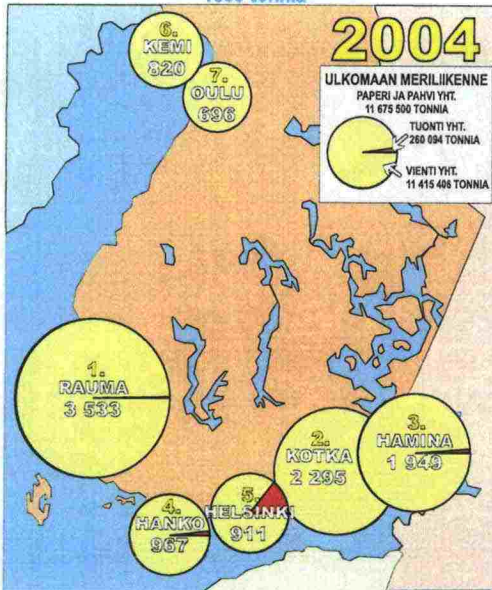 1000 tonnia
2004
ULKOMAAN MERILIIKENNE
PAPERI JA PAHVI YHT.
11 675 500 TONNIA
TUONTI YHT.
260 094 TONNIA
VIENTI YHT.
11 415 406 TONNIA
6.
KEMI
820
7.
OULU
696
1.
RAUMA
3 533
2.
KOTKA
2 295
3.
HAMINA
1 949
4.
HANKO
967
5.
HELSINKI
911